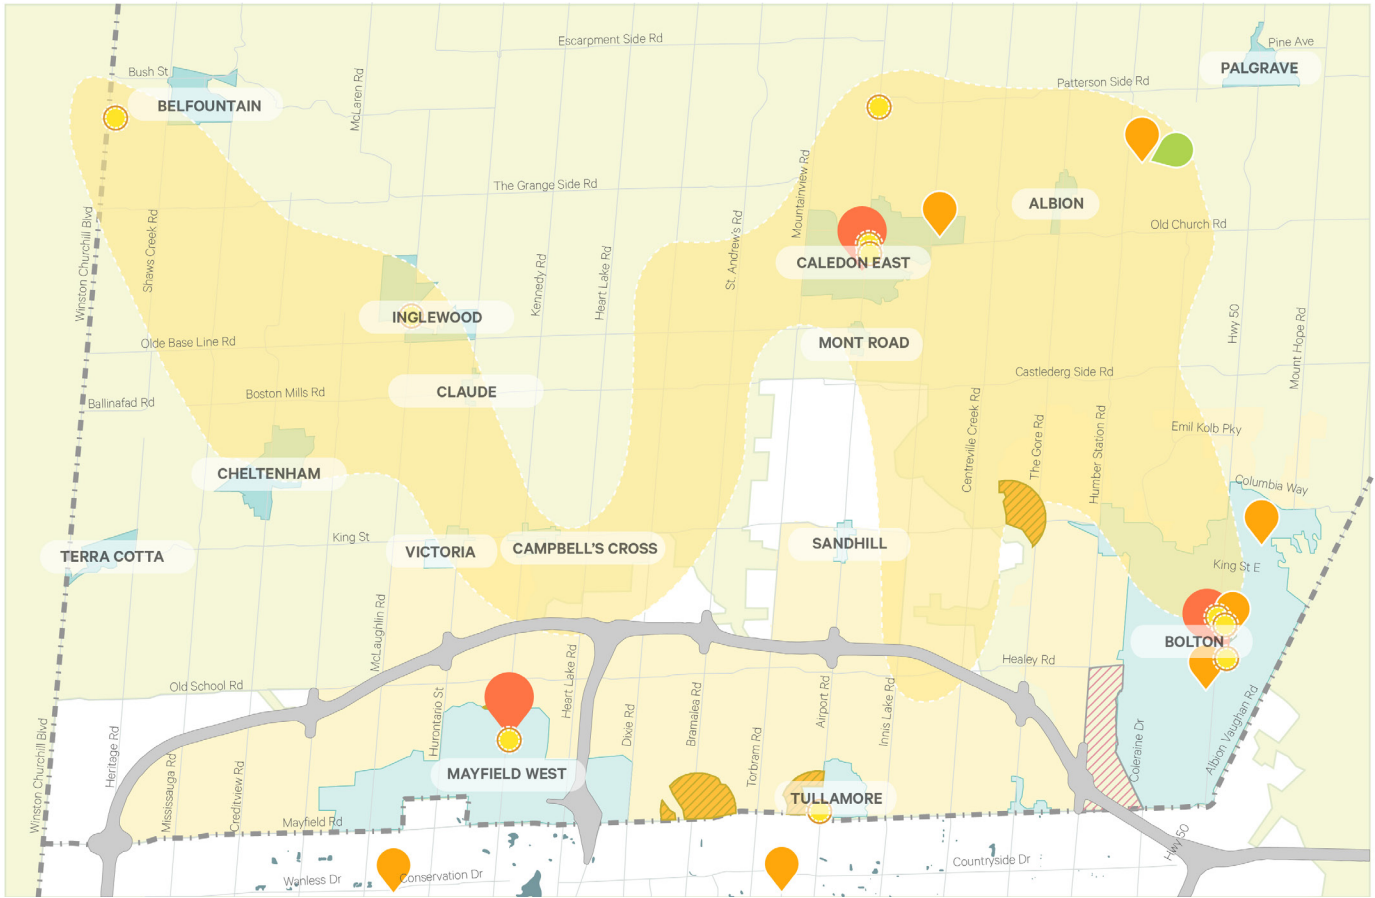 Escarpment Side Rd
Pine Ave
PALGRAVE
Bush St
BELFOUNTAIN
McLaren Rd
Patterson Side Rd
The Grange Side Rd
Mountainview Rd
ALBION
Old Church Rd
Winston Churchill Blvd
Shaws Creek Rd
Kennedy Rd
Heart Lake Rd
St. Andrew's Rd
CALEDON EAST
INGLEWOOD
Hwy 50
Mount Hope Rd
Olde Base Line Rd
MONT ROAD
Castlederg Side Rd
Ballinafad Rd
Boston Mills Rd
CLAUDE
Centreville Creek Rd
The Gore Rd
Humber Station Rd
Emil Kolb Pky
CHELTENHAM
Columbia Way
TERRA COTTA
King St
VICTORIA
CAMPBELL'S CROSS
SANDHILL
King St E
McLaughlin Rd
BOLTON
Healey Rd
Old School Rd
Winston Churchill Blvd
Heritage Rd
Mississauga Rd
Creditview Rd
Hurontario St
Heart Lake Rd
Dixie Rd
Bramalea Rd
Torbram Rd
Airport Rd
Innis Lake Rd
Coleraine Dr
Albion Vaughan Rd
MAYFIELD WEST
TULLAMORE
Mayfield Rd
Hwy 50
Wanless Dr
Conservation Dr
Countryside Dr